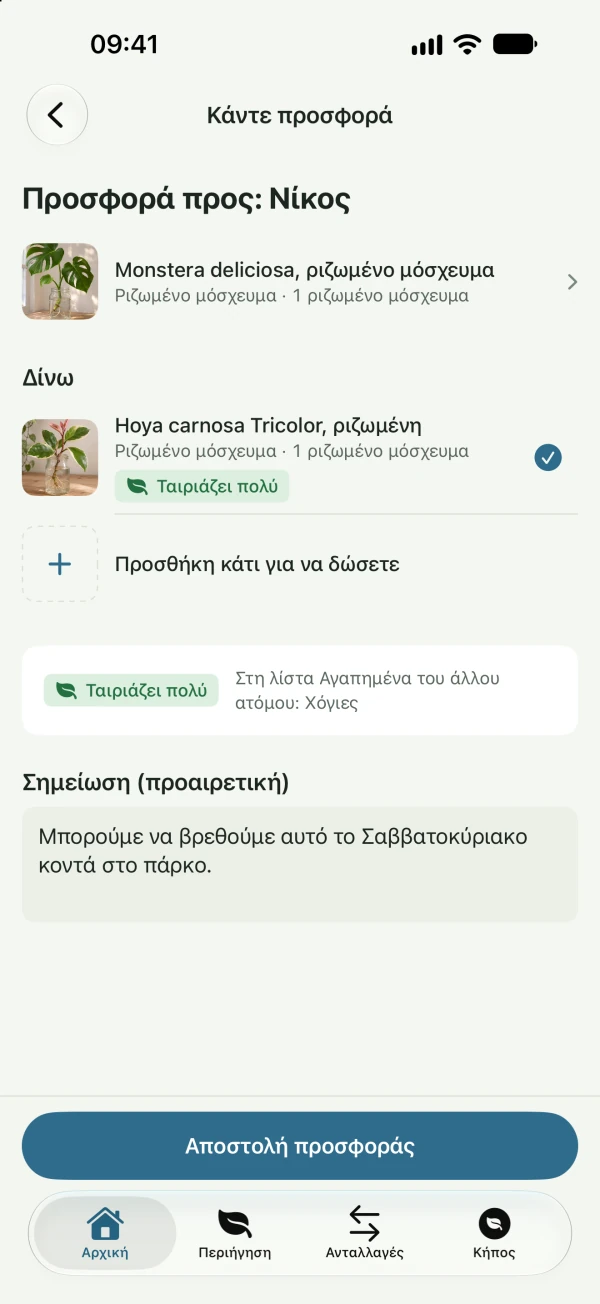 09:41
Κάντε προσφορά
Προσφορά προς: Νίκος
Monstera deliciosa, ριζωμένο μόσχευμα
Ριζωμένο μόσχευμα · 1 ριζωμένο μόσχευμα
Δίνω
Hoya carnosa Tricolor, ριζωμένη
Ριζωμένο μόσχευμα · 1 ριζωμένο μόσχευμα
Ταιριάζει πολύ
Προσθήκη κάτι για να δώσετε
Ταιριάζει πολύ
Στη λίστα Αγαπημένα του άλλου
ατόμου: Χόγιες
Σημείωση (προαιρετική)
Μπορούμε να βρεθούμε αυτό το Σαββατοκύριακο
κοντά στο πάρκο.
Αποστολή προσφοράς
Αρχική
Περιήγηση
Ανταλλαγές
Κήπος